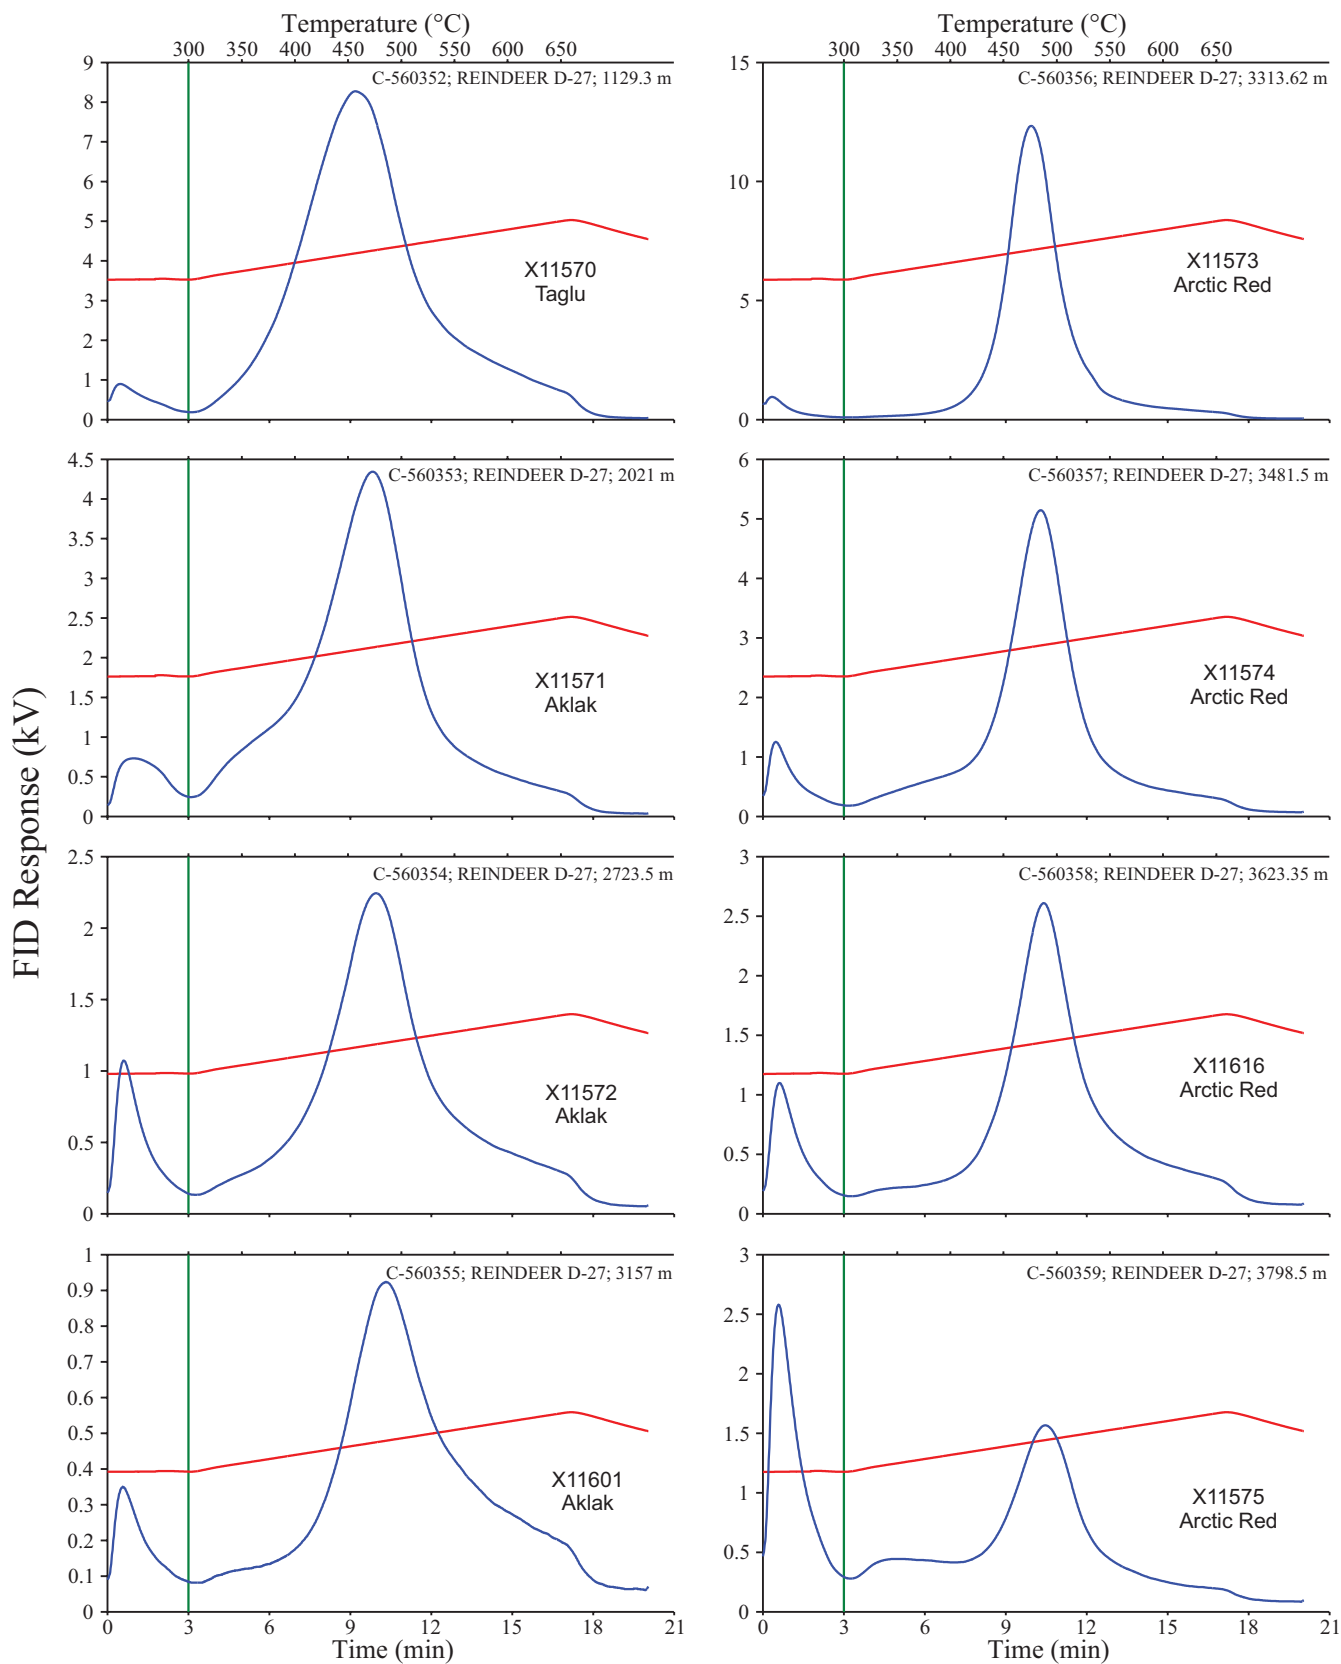 Temperature (°C)
300 350 400 450 500 550 600 650
C-560352; REINDEER D-27; 1129.3 m
9
8
7
6
5
4
3
2
1
0
X11570
Taglu
Temperature (°C)
300 350 400 450 500 550 600 650
C-560356; REINDEER D-27; 3313.62 m
15
10
5
0
X11573
Arctic Red
C-560353; REINDEER D-27; 2021 m
4.5
4
3.5
3
2.5
2
1.5
1
0.5
0
X11571
Aklak
C-560357; REINDEER D-27; 3481.5 m
6
5
4
3
2
1
0
X11574
Arctic Red
FID Response (kV)
C-560354; REINDEER D-27; 2723.5 m
2.5
2
1.5
1
0.5
0
X11572
Aklak
C-560358; REINDEER D-27; 3623.35 m
3
2.5
2
1.5
1
0.5
0
X11616
Arctic Red
C-560355; REINDEER D-27; 3157 m
1
0.9
0.8
0.7
0.6
0.5
0.4
0.3
0.2
0.1
0
X11601
Aklak
0 3 6 9 12 15 18 21
Time (min)
C-560359; REINDEER D-27; 3798.5 m
3
2.5
2
1.5
1
0.5
0
X11575
Arctic Red
0 3 6 9 12 15 18 21
Time (min)